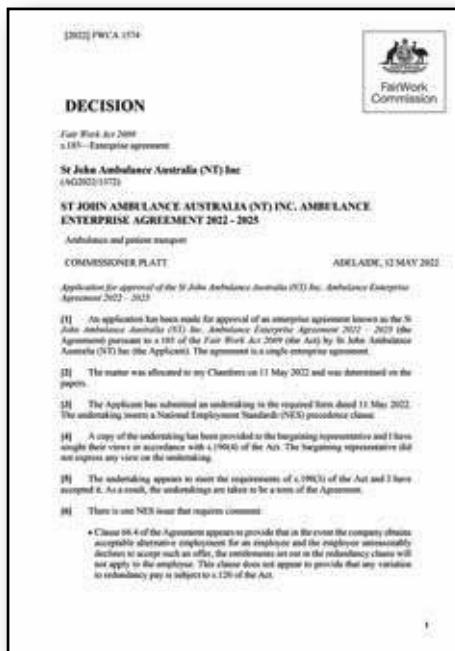 [2022] FWCA 1574
FairWork
Commission
DECISION
Fair Work Act 2009
s.185—Enterprise agreement
St John Ambulance Australia (NT) Inc
(AG2022/1372)
ST JOHN AMBULANCE AUSTRALIA (NT) INC. AMBULANCE
ENTERPRISE AGREEMENT 2022 - 2025
Ambulance and patient transport
COMMISSIONER PLATT
ADELAIDE, 12 MAY 2022
Application for approval of the St John Ambulance Australia (NT) Inc. Ambulance Enterprise
Agreement 2022 - 2025
[1] An application has been made for approval of an enterprise agreement known as the St
John Ambulance Australia (NT) Inc. Ambulance Enterprise Agreement 2022 - 2025 (the
Agreement) pursuant to s.185 of the Fair Work Act 2009 (the Act) by St John Ambulance
Australia (NT) Inc (the Applicant). The agreement is a single enterprise agreement.
[2] The matter was allocated to my Chambers on 11 May 2022 and was determined on the
papers.
[3] The Applicant has submitted an undertaking in the required form dated 11 May 2022.
The undertaking inserts a National Employment Standards (NES) precedence clause.
[4] A copy of the undertaking has been provided to the bargaining representative and I have
sought their views in accordance with s.190(4) of the Act. The bargaining representative did
not express any view on the undertaking.
[5] The undertaking appears to meet the requirements of s.190(3) of the Act and I have
accepted it. As a result, the undertakings are taken to be a term of the Agreement.
[6] There is one NES issue that requires comment:
• Clause 66.4 of the Agreement appears to provide that in the event the company obtains
acceptable alternative employment for an employee and the employee unreasonably
declines to accept such an offer, the entitlements set out in the redundancy clause will
not apply to the employee. This clause does not appear to provide that any variation
to redundancy pay is subject to s.120 of the Act.
1